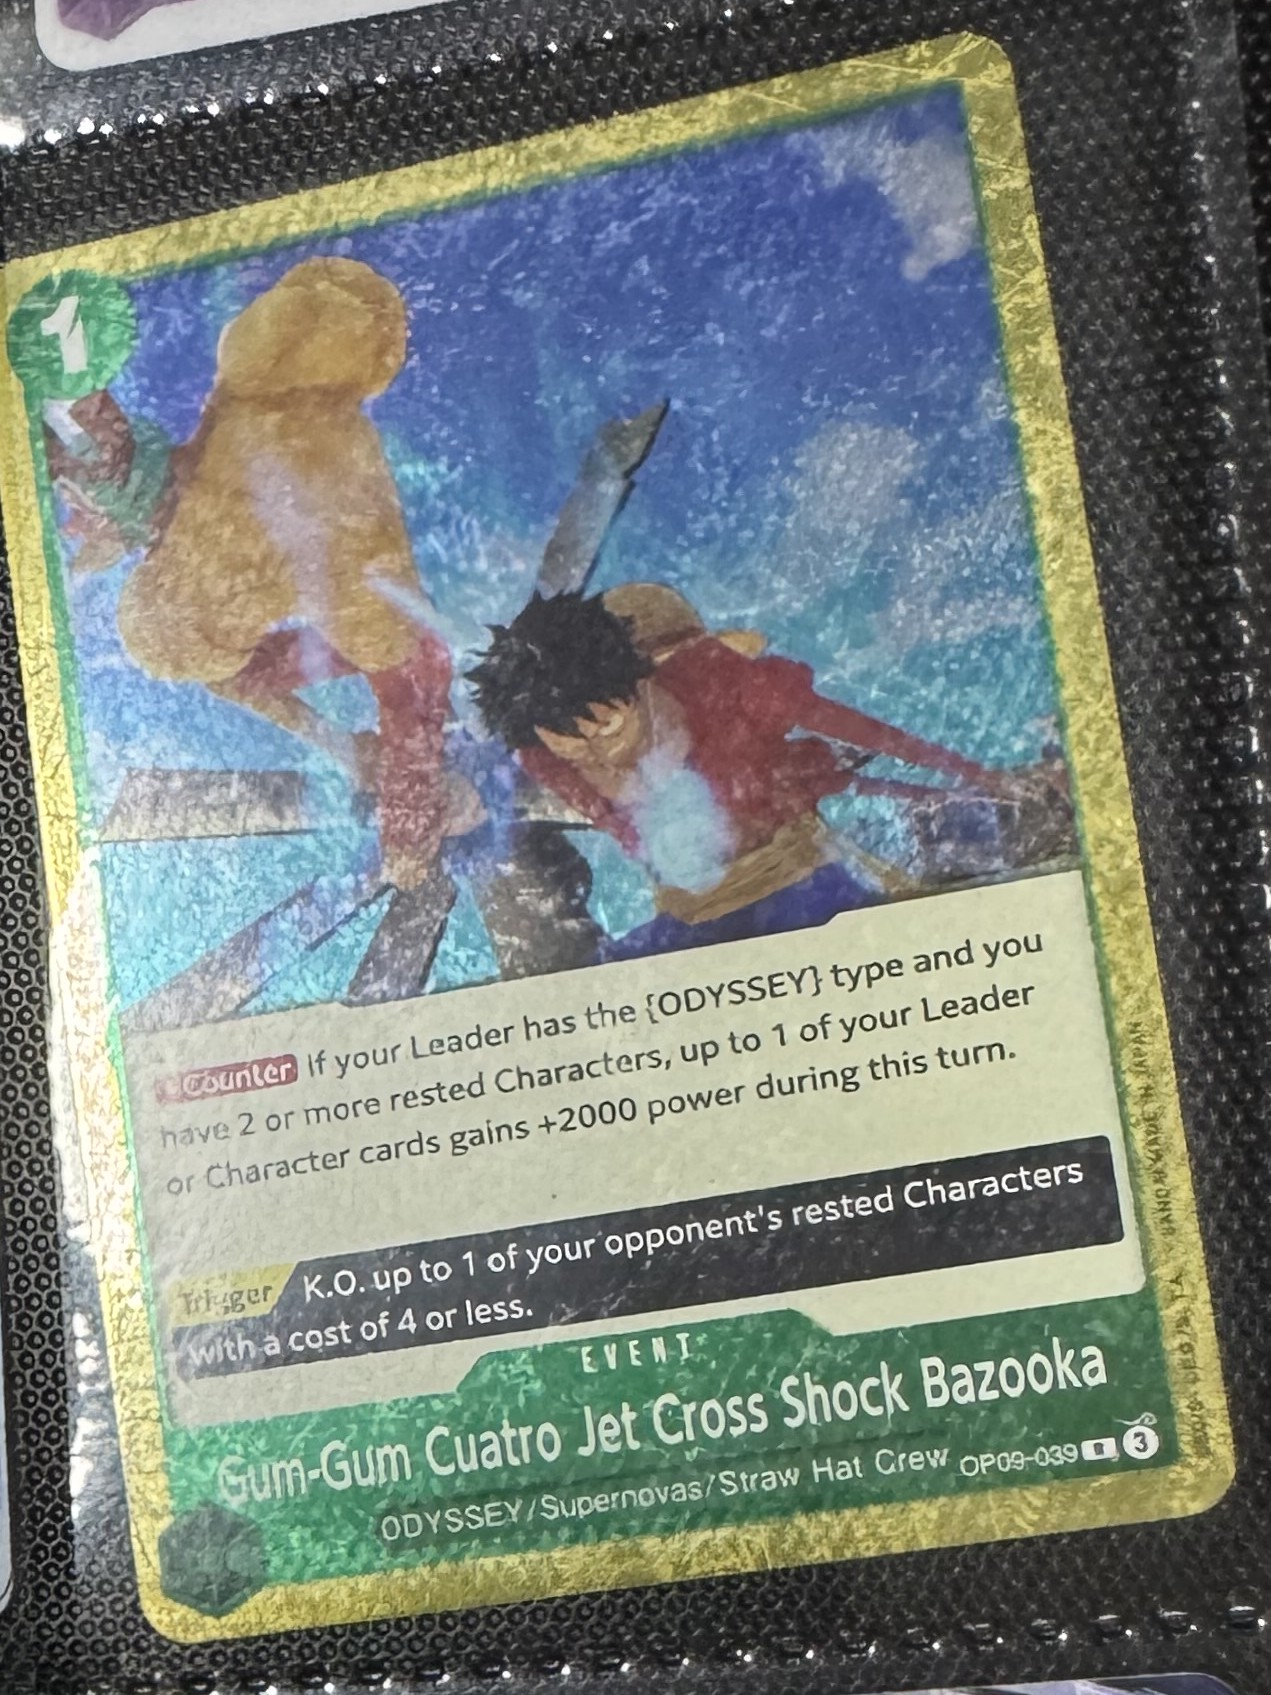 1
Counter If your Leader has the {ODYSSEY} type and you
have 2 or more rested Characters, up to 1 of your Leader
or Character cards gains +2000 power during this turn.
Trigger K.O. up to 1 of your opponent's rested Characters
with a cost of 4 or less.
EVENT
Gum-Gum Cuatro Jet Cross Shock Bazooka
ODYSSEY/Supernovas/Straw Hat Crew OP09-039 R 3
MADE IN JAPAN